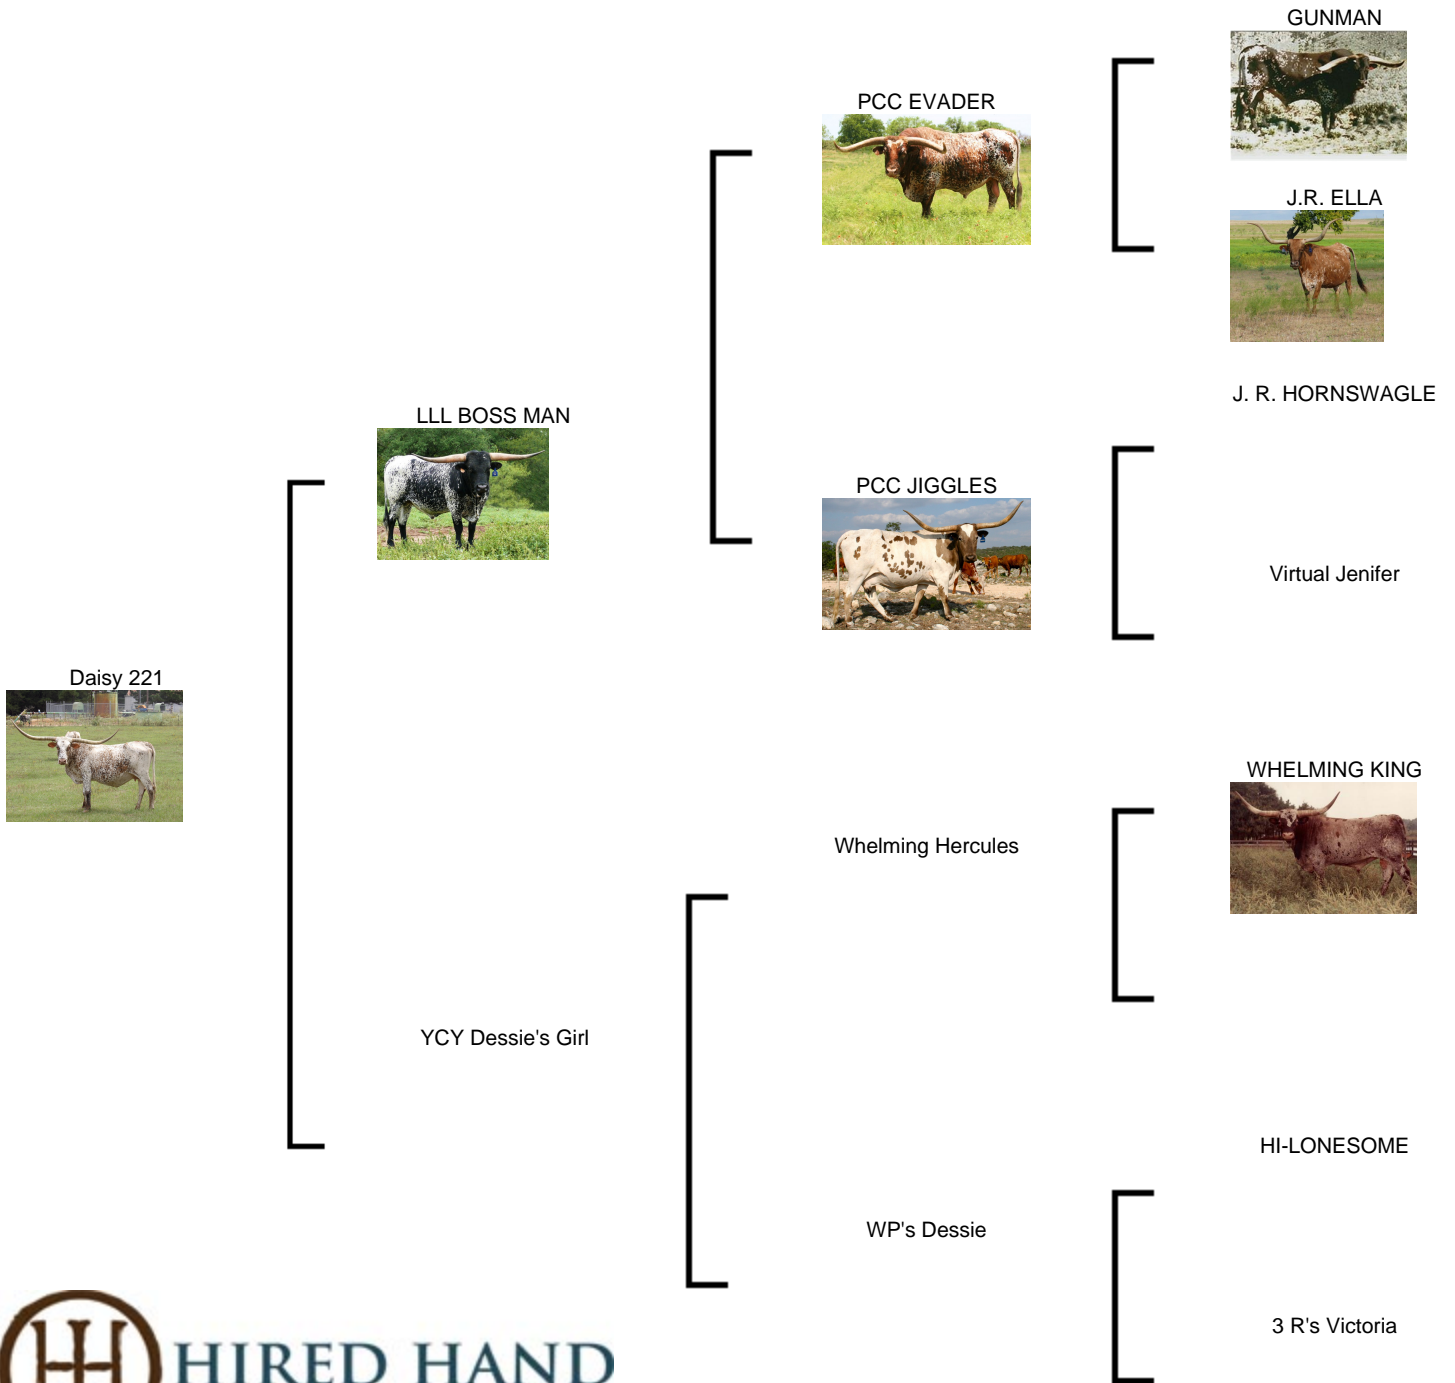 GUNMAN
PCC EVADER
J.R. ELLA
J. R. HORNSWAGLE
LLL BOSS MAN
PCC JIGGLES
Virtual Jenifer
Daisy 221
WHELMING KING
Whelming Hercules
YCY Dessie's Girl
HI-LONESOME
WP's Dessie
3 R's Victoria
HIRED HAND